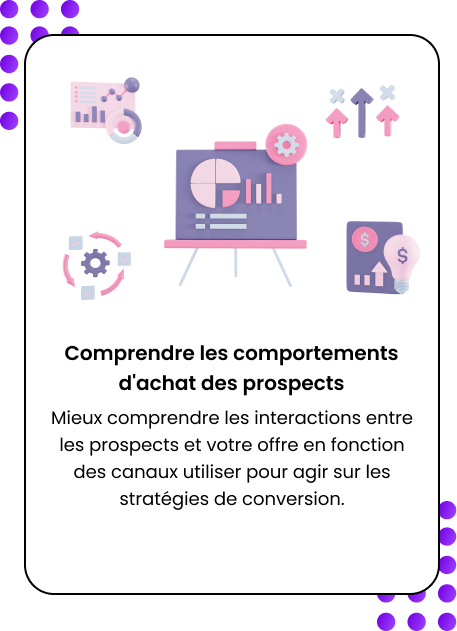 Comprendre les comportements
d'achat des prospects
Mieux comprendre les interactions entre
les prospects et votre offre en fonction
des canaux utiliser pour agir sur les
stratégies de conversion.
$
$